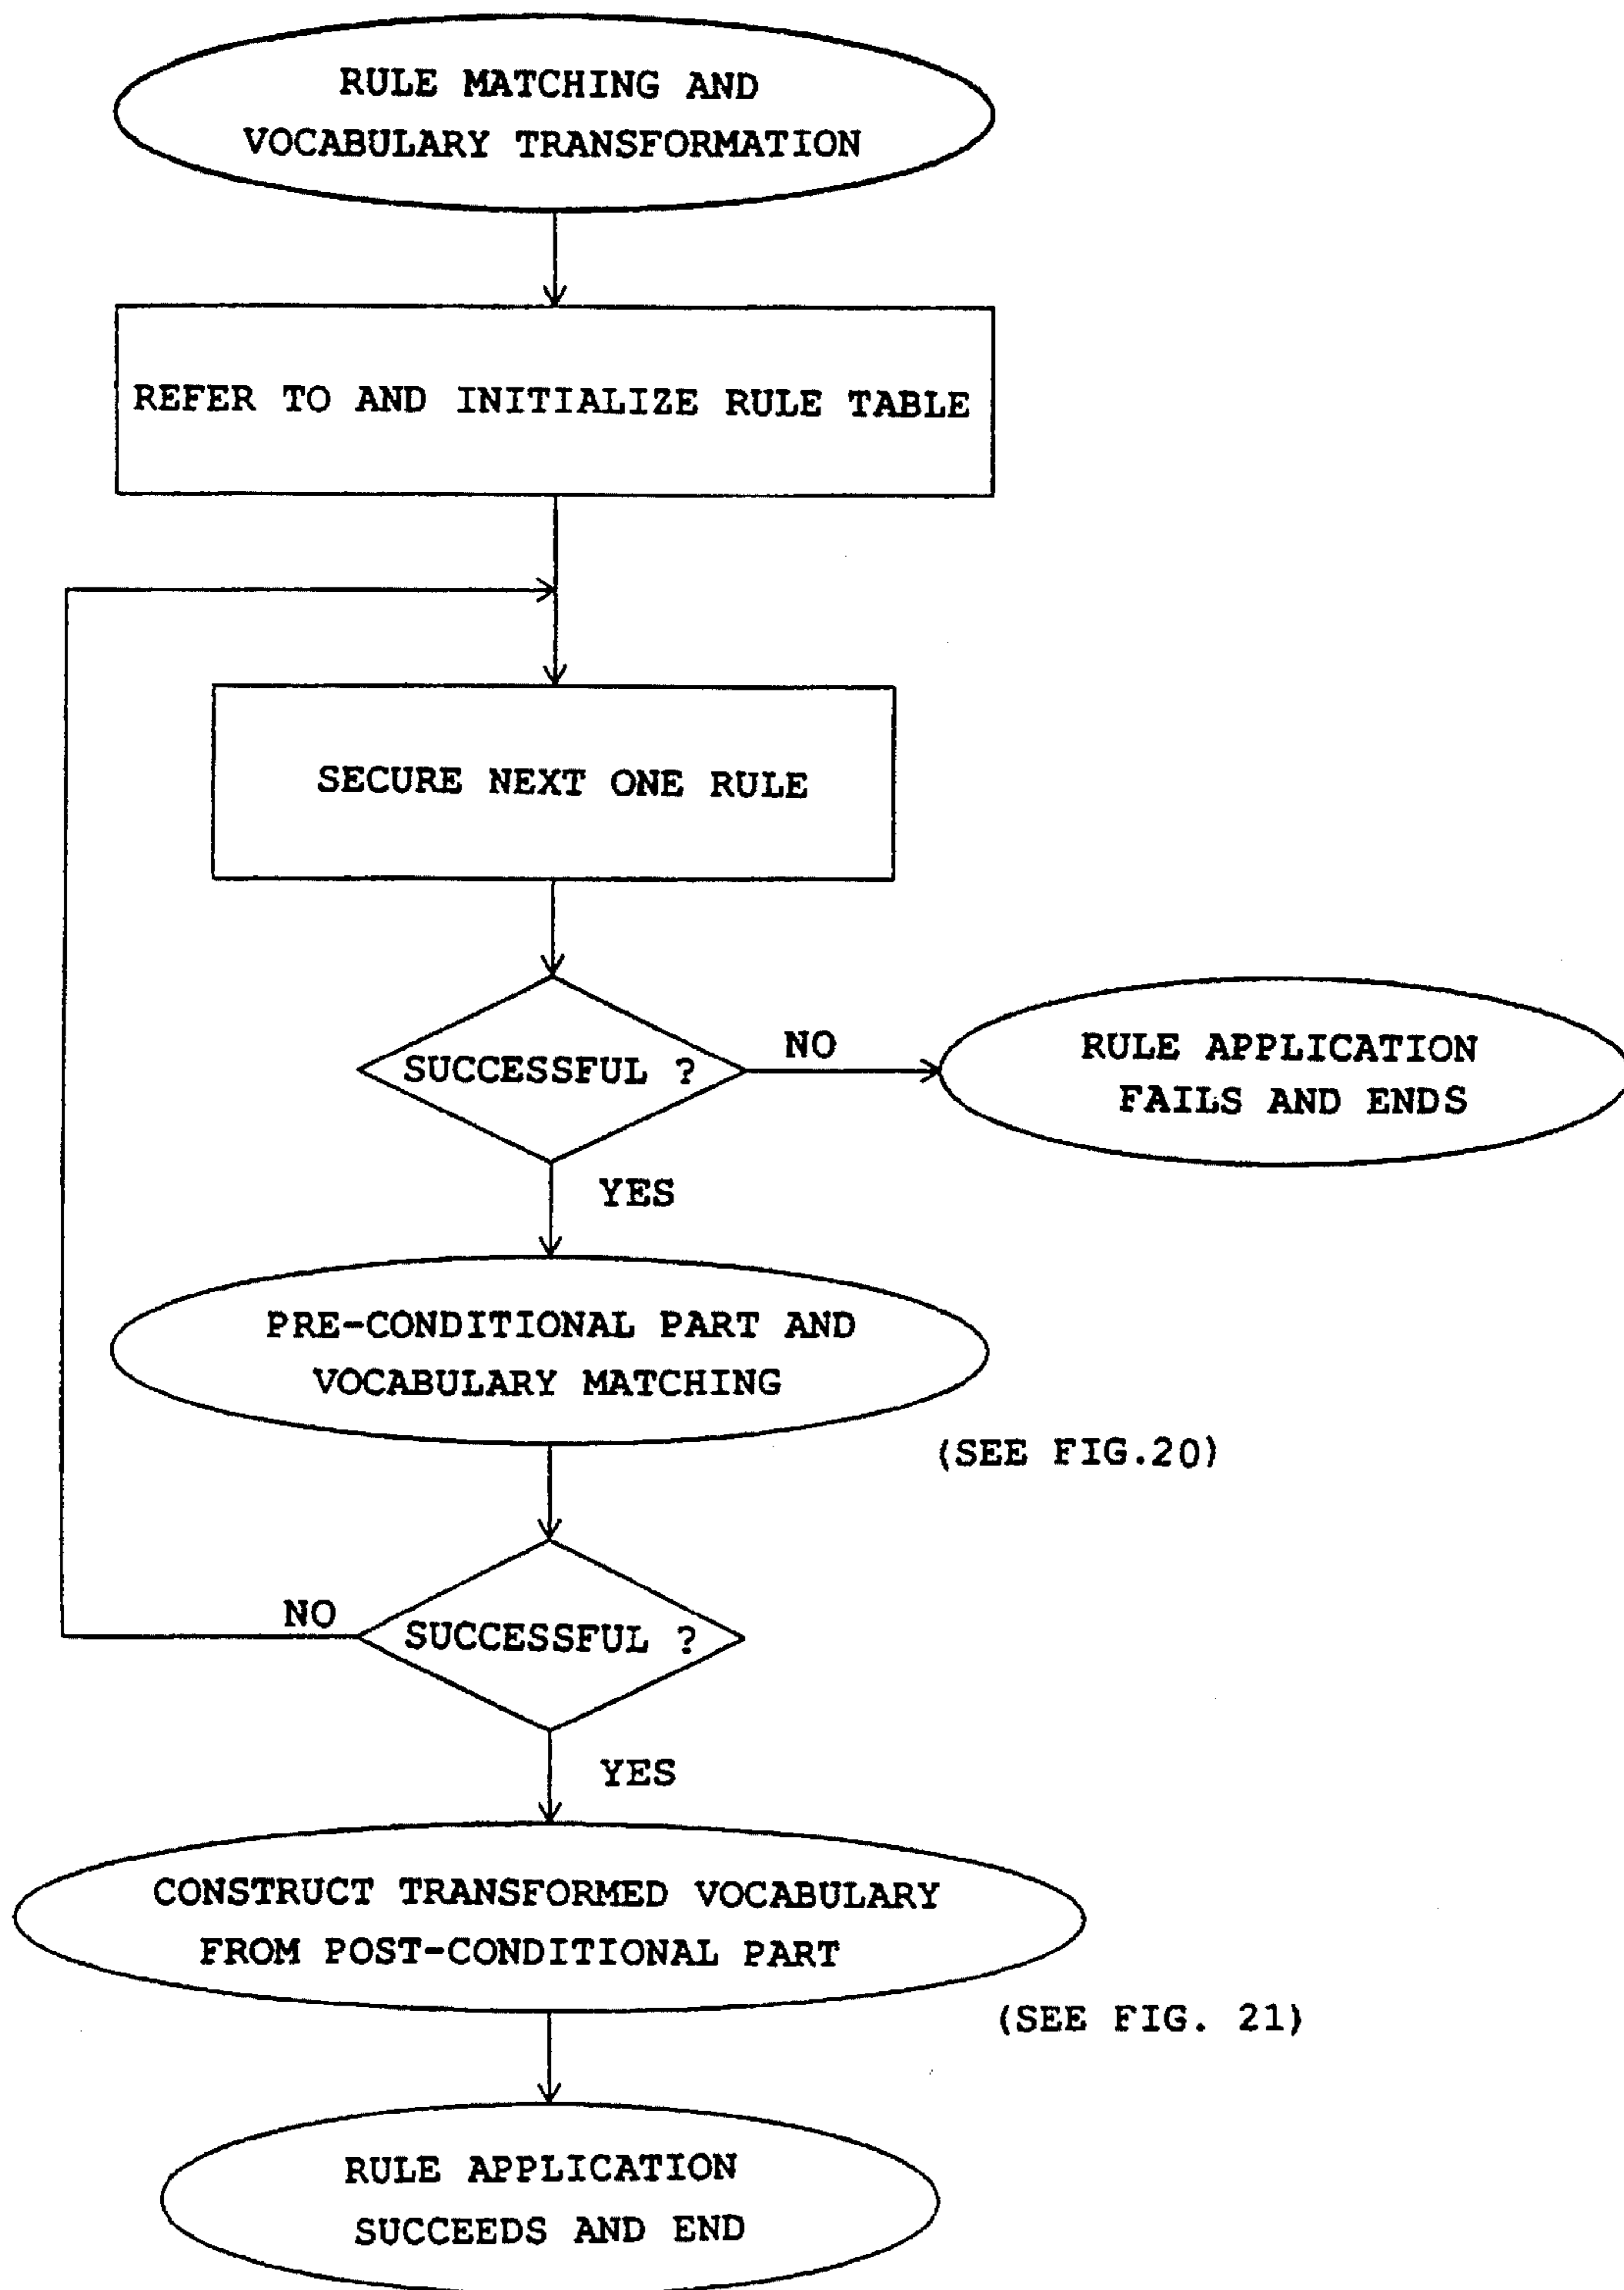 RULE MATCHING AND
VOCABULARY TRANSFORMATION
REFER TO AND INITIALIZE RULE TABLE
SECURE NEXT ONE RULE
SUCCESSFUL ?
NO
RULE APPLICATION
FAILS AND ENDS
YES
PRE-CONDITIONAL PART AND
VOCABULARY MATCHING
(SEE FIG.20)
NO
SUCCESSFUL ?
YES
CONSTRUCT TRANSFORMED VOCABULARY
FROM POST-CONDITIONAL PART
(SEE FIG. 21)
RULE APPLICATION
SUCCEEDS AND END